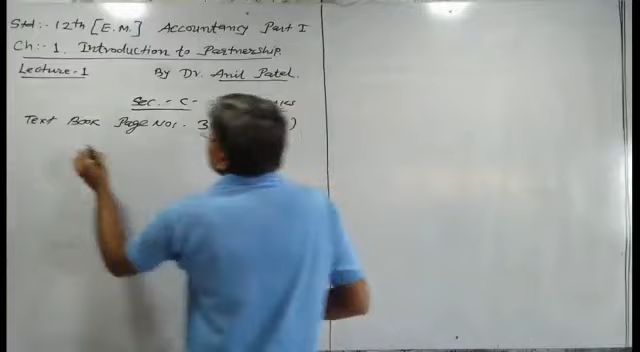 Std:- 12th [E.M.] Accountancy Part I
Ch:- 1. Introduction to Partnership.
Lecture-1 By Dr. Anil Patel.
Sec. - C -
Text Book Page No. - 3 )